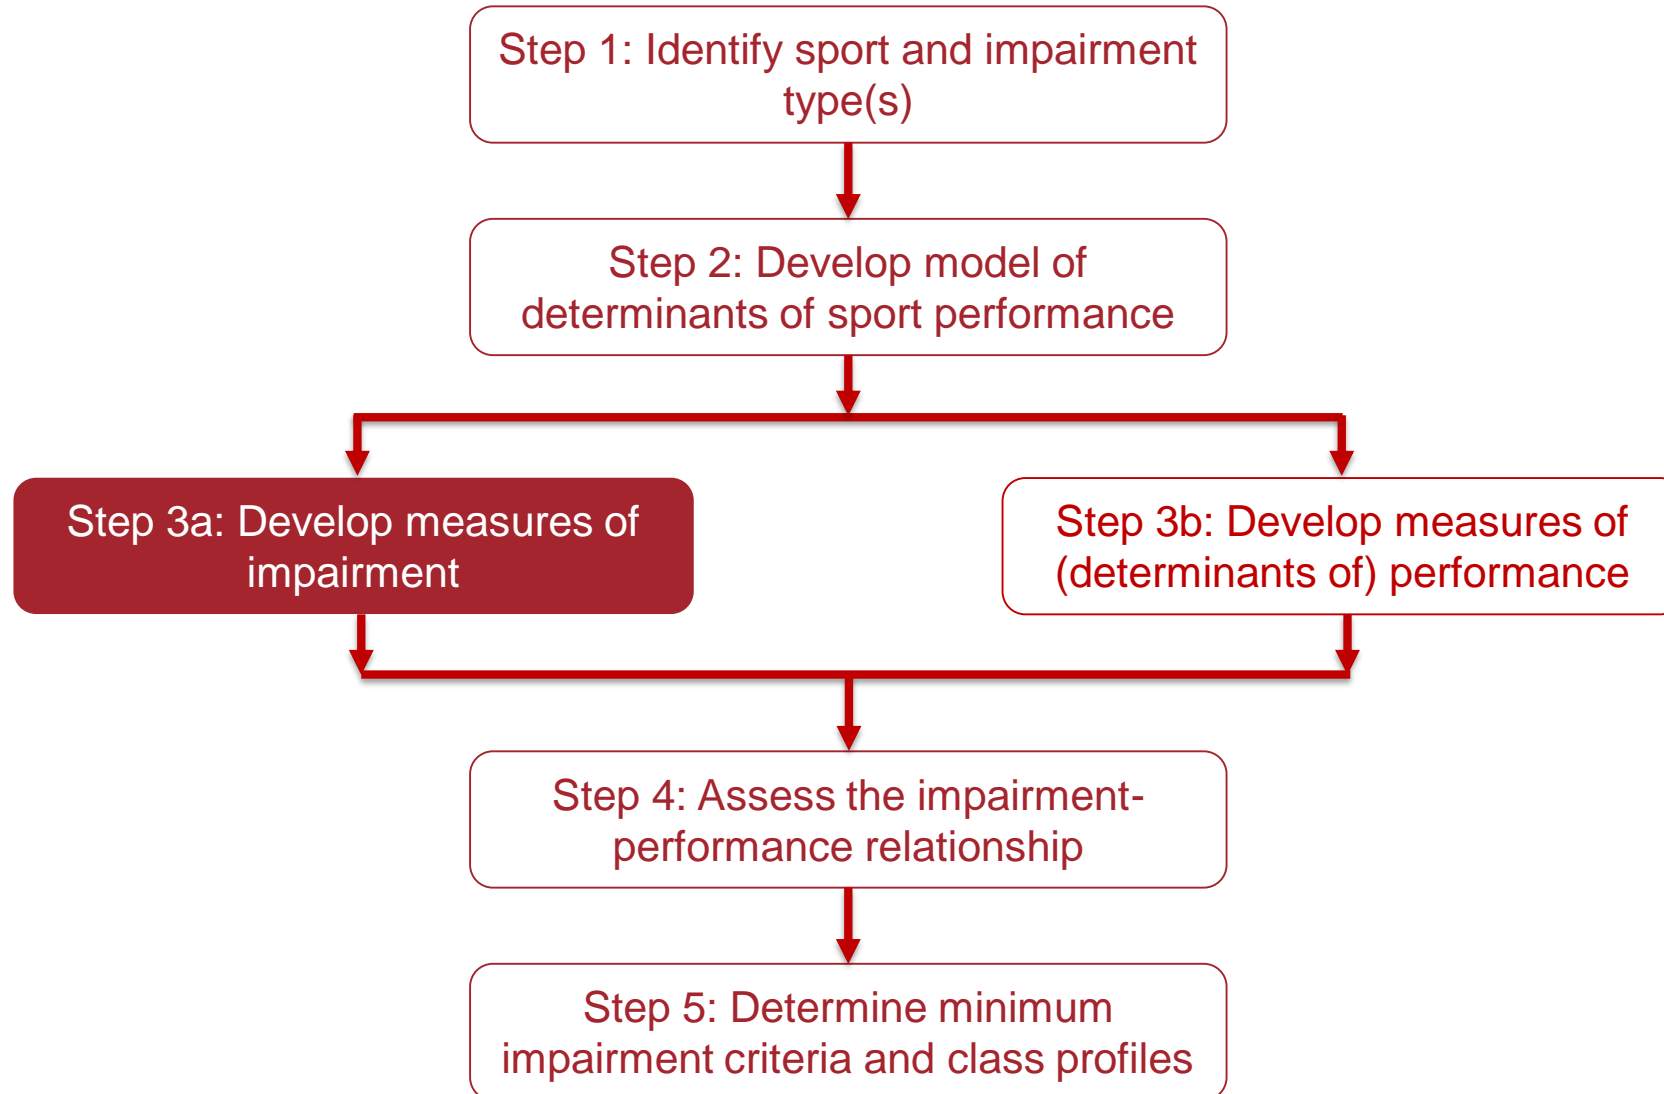 Step 1: Identify sport and impairment
type(s)
Step 2: Develop model of
determinants of sport performance
Step 3a: Develop measures of
impairment
Step 3b: Develop measures of
(determinants of) performance
Step 4: Assess the impairment-
performance relationship
Step 5: Determine minimum
impairment criteria and class profiles